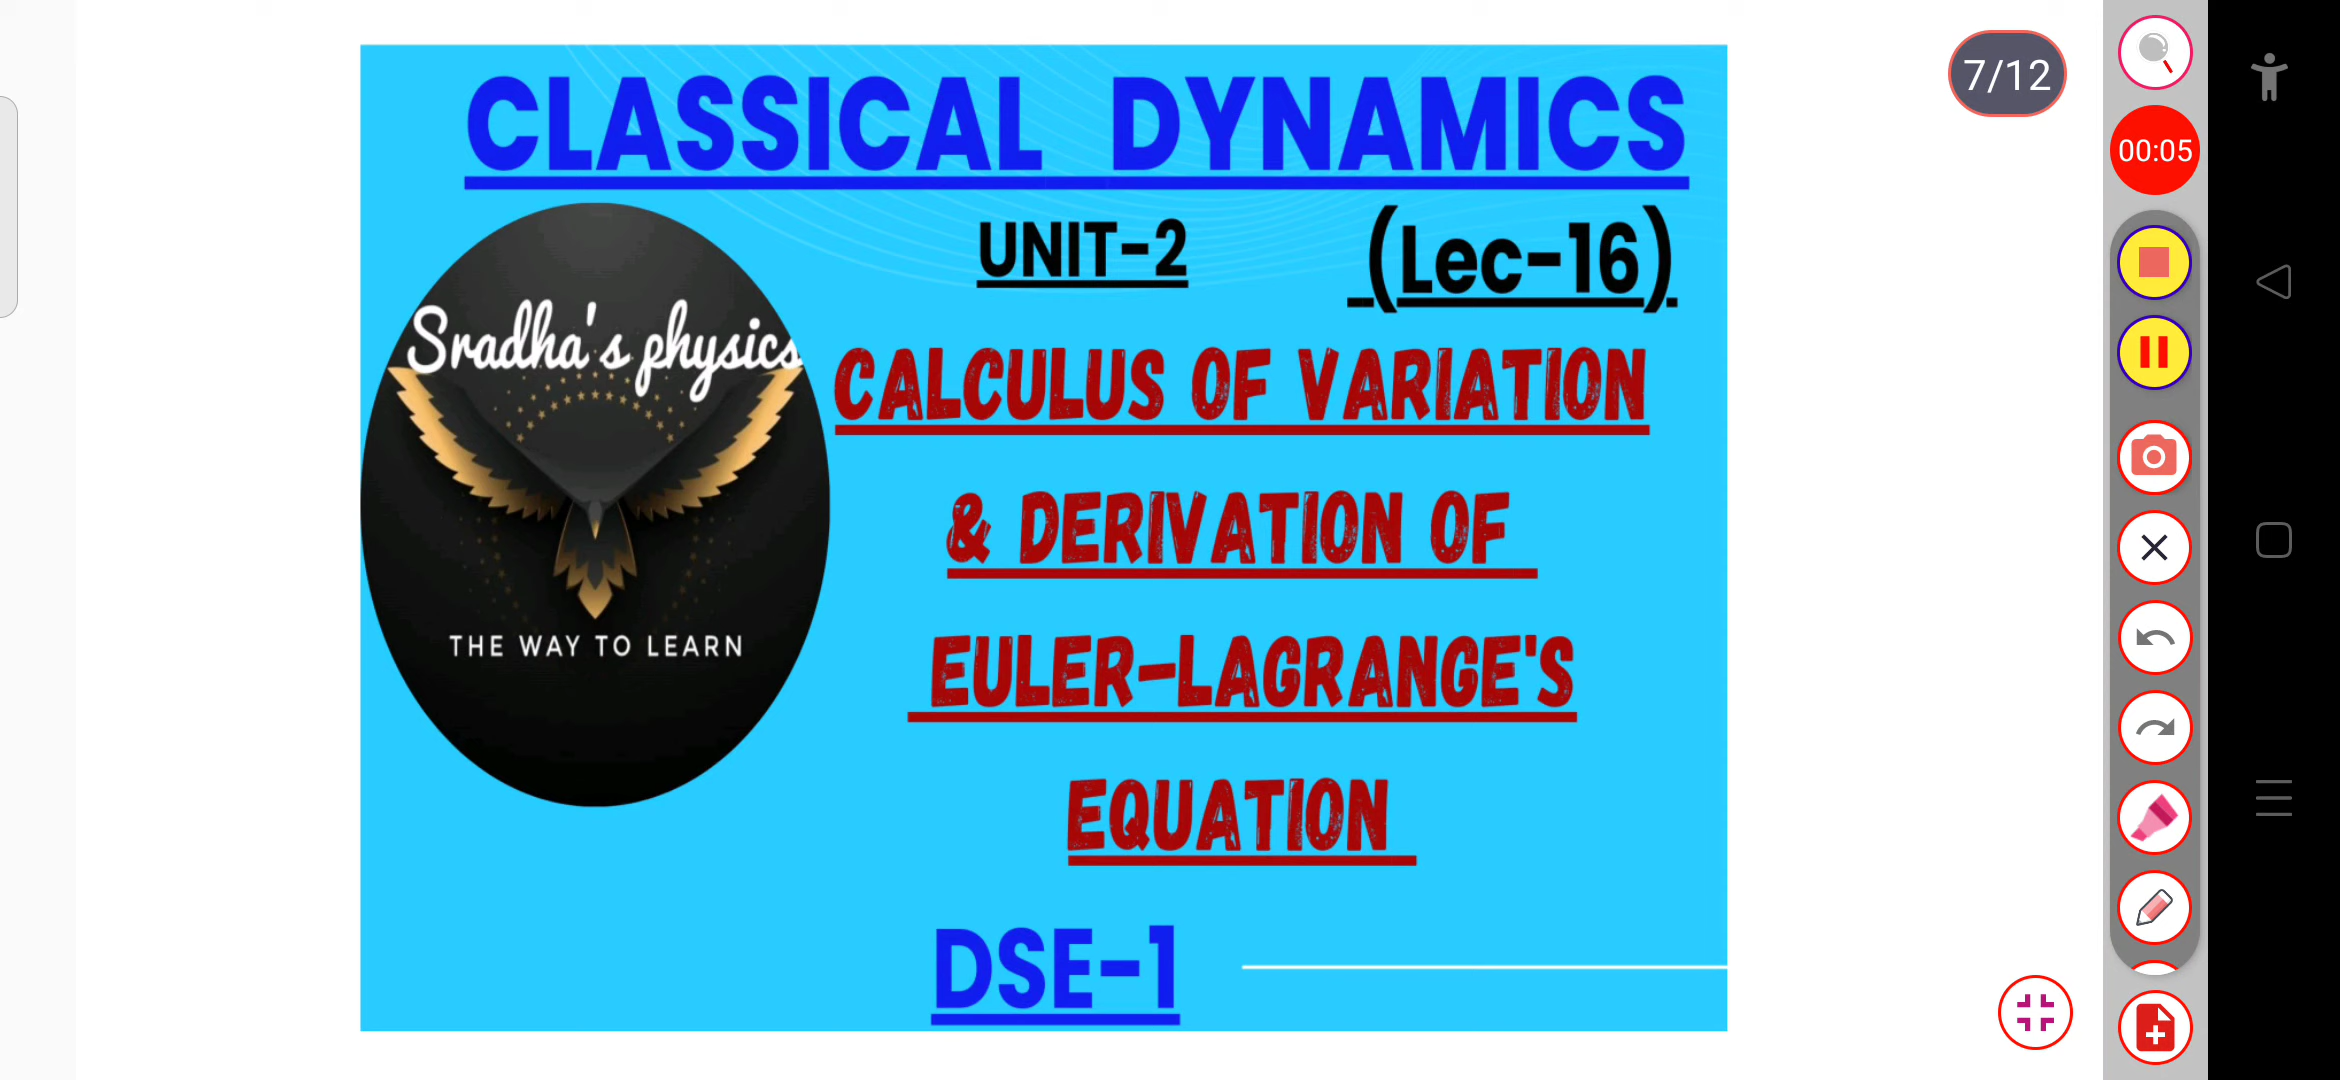 CLASSICAL DYNAMICS
7/12
00:05
UNIT-2 (Lec-16)
Sradha's physics
THE WAY TO LEARN
CALCULUS OF VARIATION
& DERIVATION OF
EULER-LAGRANGE'S
EQUATION
DSE-1